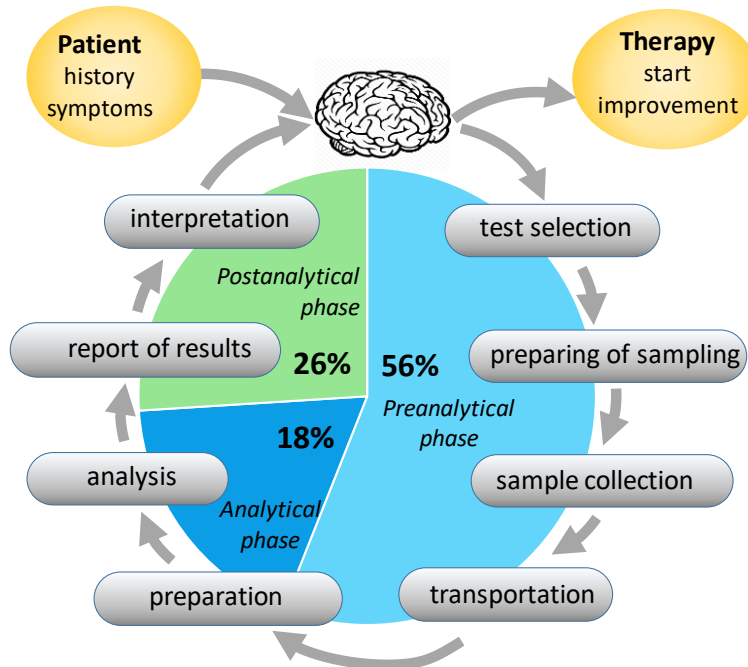 Patient
history
symptoms
Therapy
start
improvement
interpretation
test selection
Postanalytical
phase
report of results
26%
56%
preparing of sampling
Preanalytical
phase
18%
analysis
sample collection
Analytical
phase
preparation
transportation